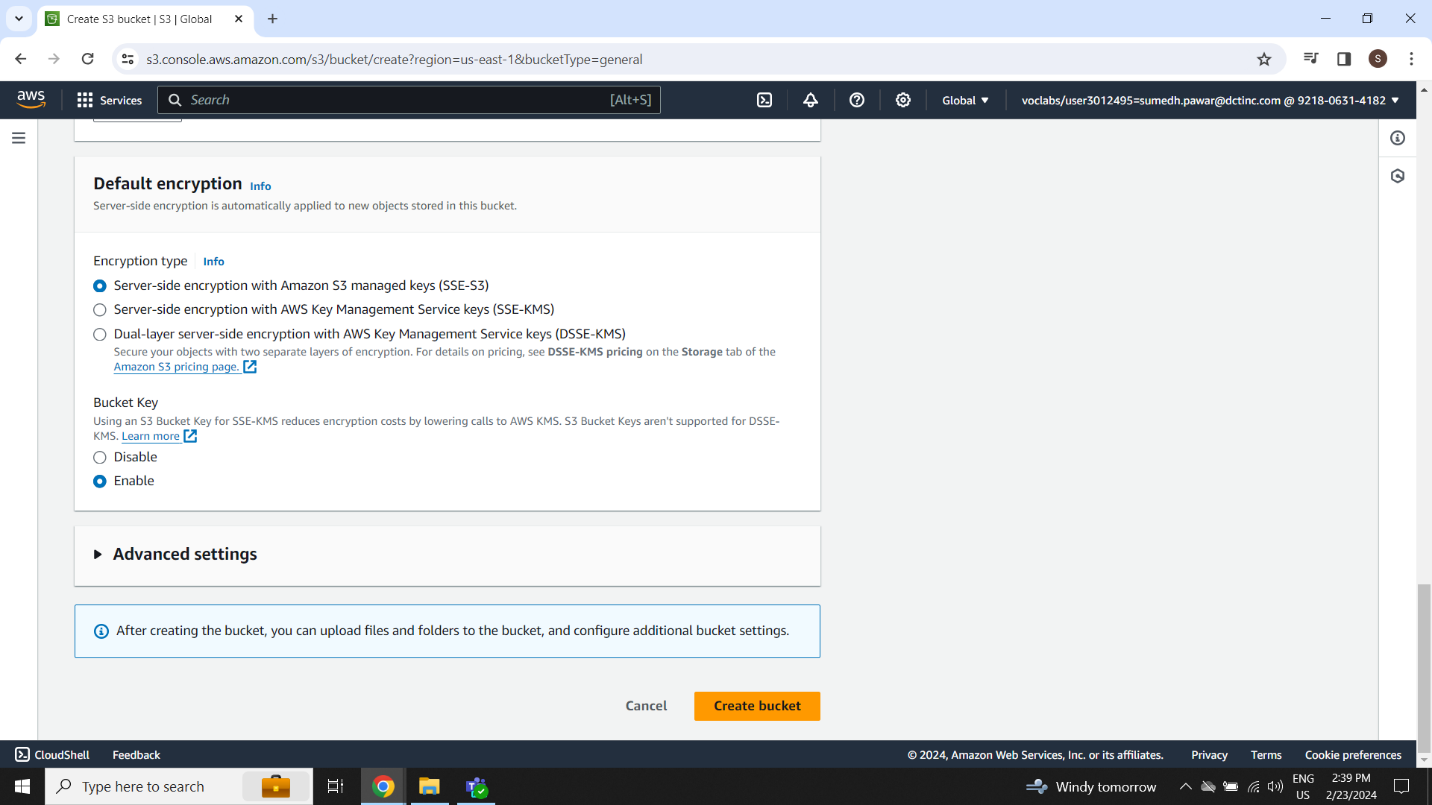 Create S3 bucket | S3 | Global
s3.console.aws.amazon.com/s3/bucket/create?region=us-east-1&bucketType=general
S
aws
Services
Search
[Alt+S]
Global
voclabs/user3012495=sumedh.pawar@dctinc.com @ 9218-0631-4182
Default encryption Info
Server-side encryption is automatically applied to new objects stored in this bucket.
Encryption type Info
Server-side encryption with Amazon S3 managed keys (SSE-S3)
Server-side encryption with AWS Key Management Service keys (SSE-KMS)
Dual-layer server-side encryption with AWS Key Management Service keys (DSSE-KMS)
Secure your objects with two separate layers of encryption. For details on pricing, see DSSE-KMS pricing on the Storage tab of the
Amazon S3 pricing page.
Bucket Key
Using an S3 Bucket Key for SSE-KMS reduces encryption costs by lowering calls to AWS KMS. S3 Bucket Keys aren't supported for DSSE-
KMS. Learn more
Disable
Enable
Advanced settings
After creating the bucket, you can upload files and folders to the bucket, and configure additional bucket settings.
Cancel
Create bucket
CloudShell
Feedback
© 2024, Amazon Web Services, Inc. or its affiliates.
Privacy
Terms
Cookie preferences
Type here to search
Windy tomorrow
ENG
US
2:39 PM
2/23/2024